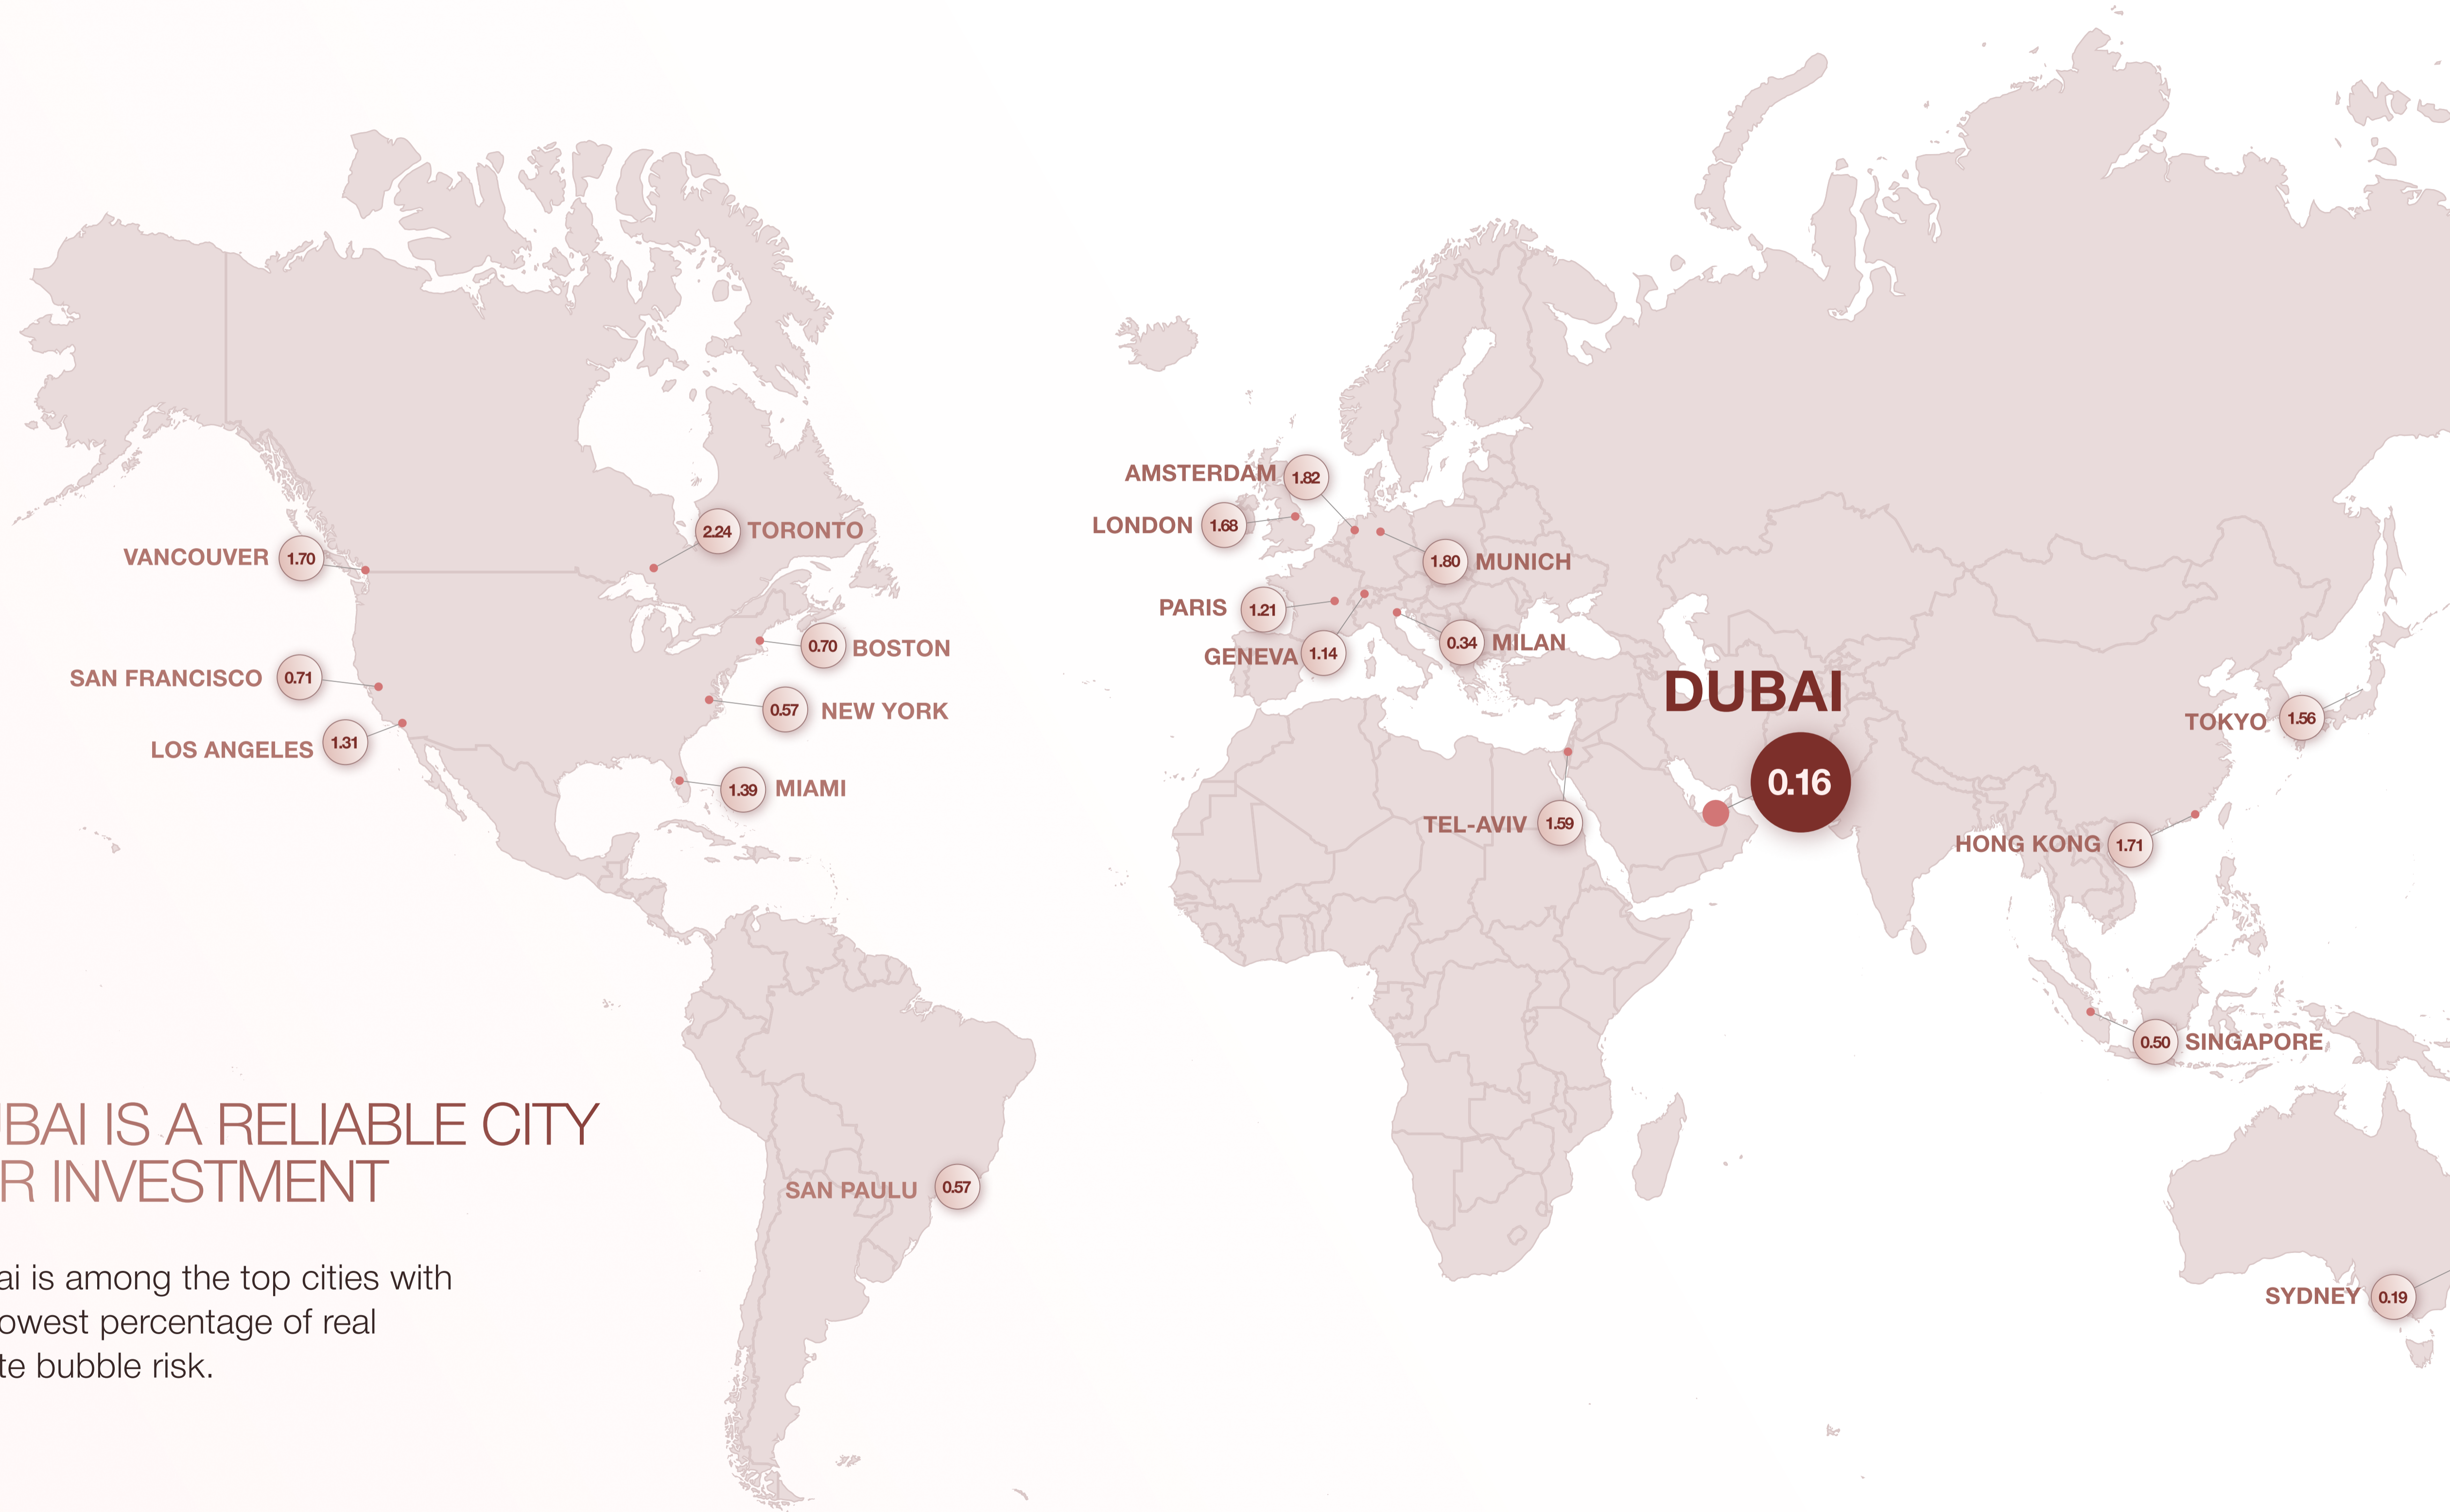 AMSTERDAM 1.82
LONDON 1.68
2.24 TORONTO
VANCOUVER 1.70
1.80 MUNICH
PARIS 1.21
0.70 BOSTON
0.34 MILAN
GENEVA 1.14
SAN FRANCISCO 0.71
DUBAI
0.16
0.57 NEW YORK
TOKYO 1.56
LOS ANGELES 1.31
1.39 MIAMI
TEL-AVIV 1.59
HONG KONG 1.71
0.50 SINGAPORE
UBAI IS A RELIABLE CITY
R INVESTMENT
SAN PAULU 0.57
ai is among the top cities with
owest percentage of real
te bubble risk.
SYDNEY 0.19